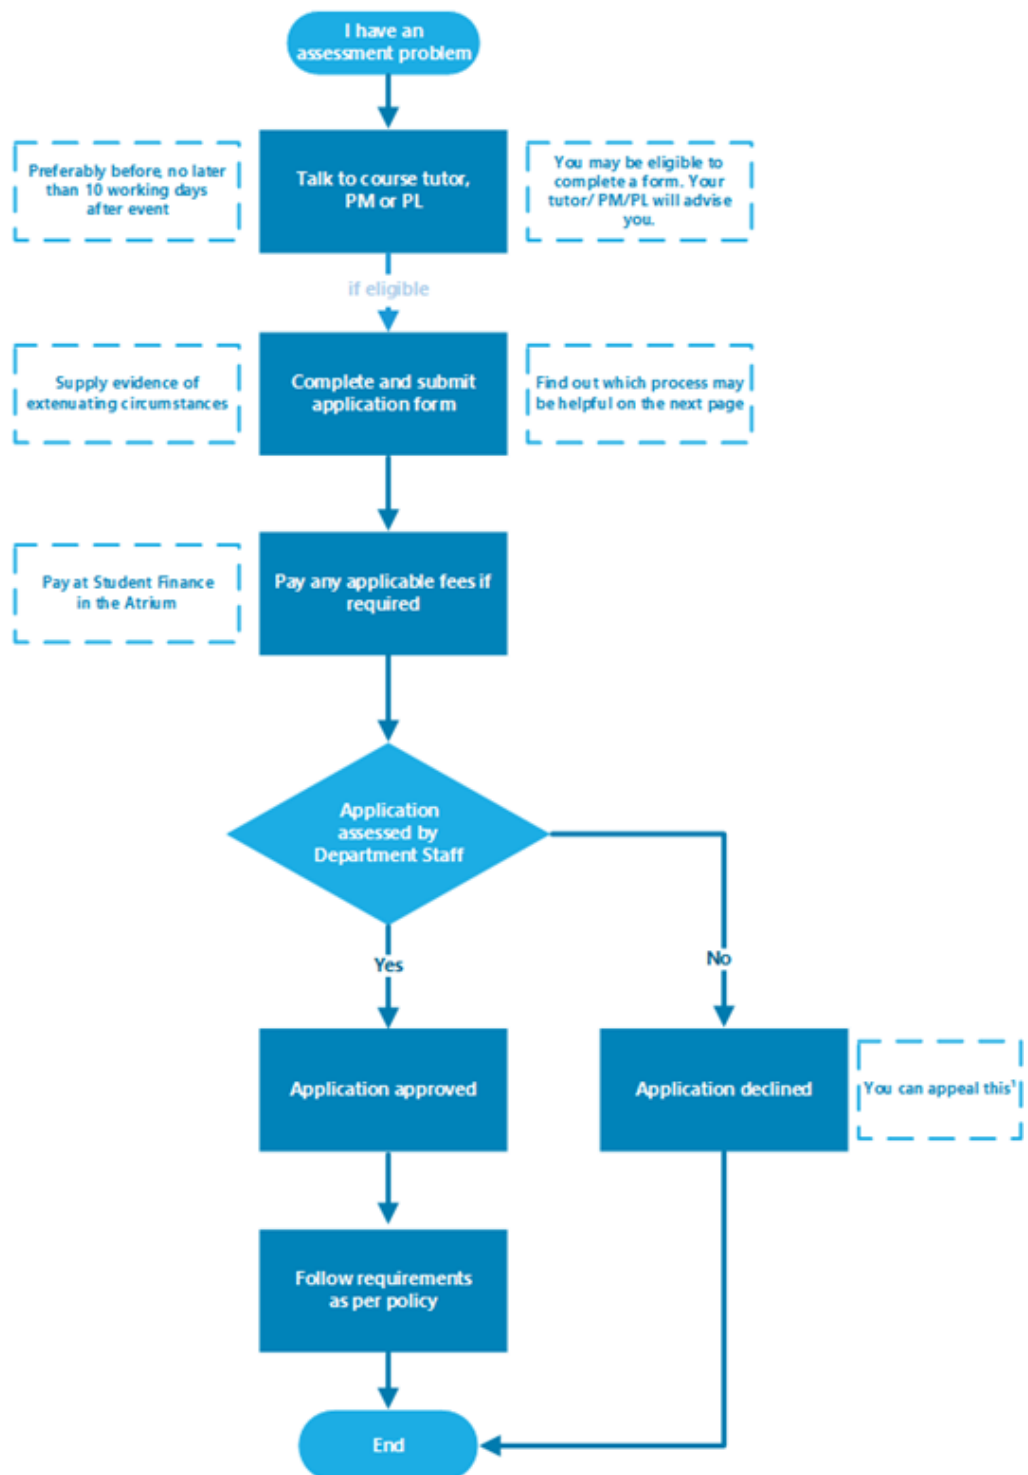 I have an
assessment problem
Preferably before, no later
than 10 working days
after event
Talk to course tutor,
PM or PL
You may be eligible to
complete a form. Your
tutor/ PM/PL will advise
you.
if eligible
Supply evidence of
extenuating circumstances
Complete and submit
application form
Find out which process may
be helpful on the next page
Pay at Student Finance
in the Atrium
Pay any applicable fees if
required
Application
assessed by
Department Staff
Yes
No
Application approved
Application declined
You can appeal this¹
Follow requirements
as per policy
End